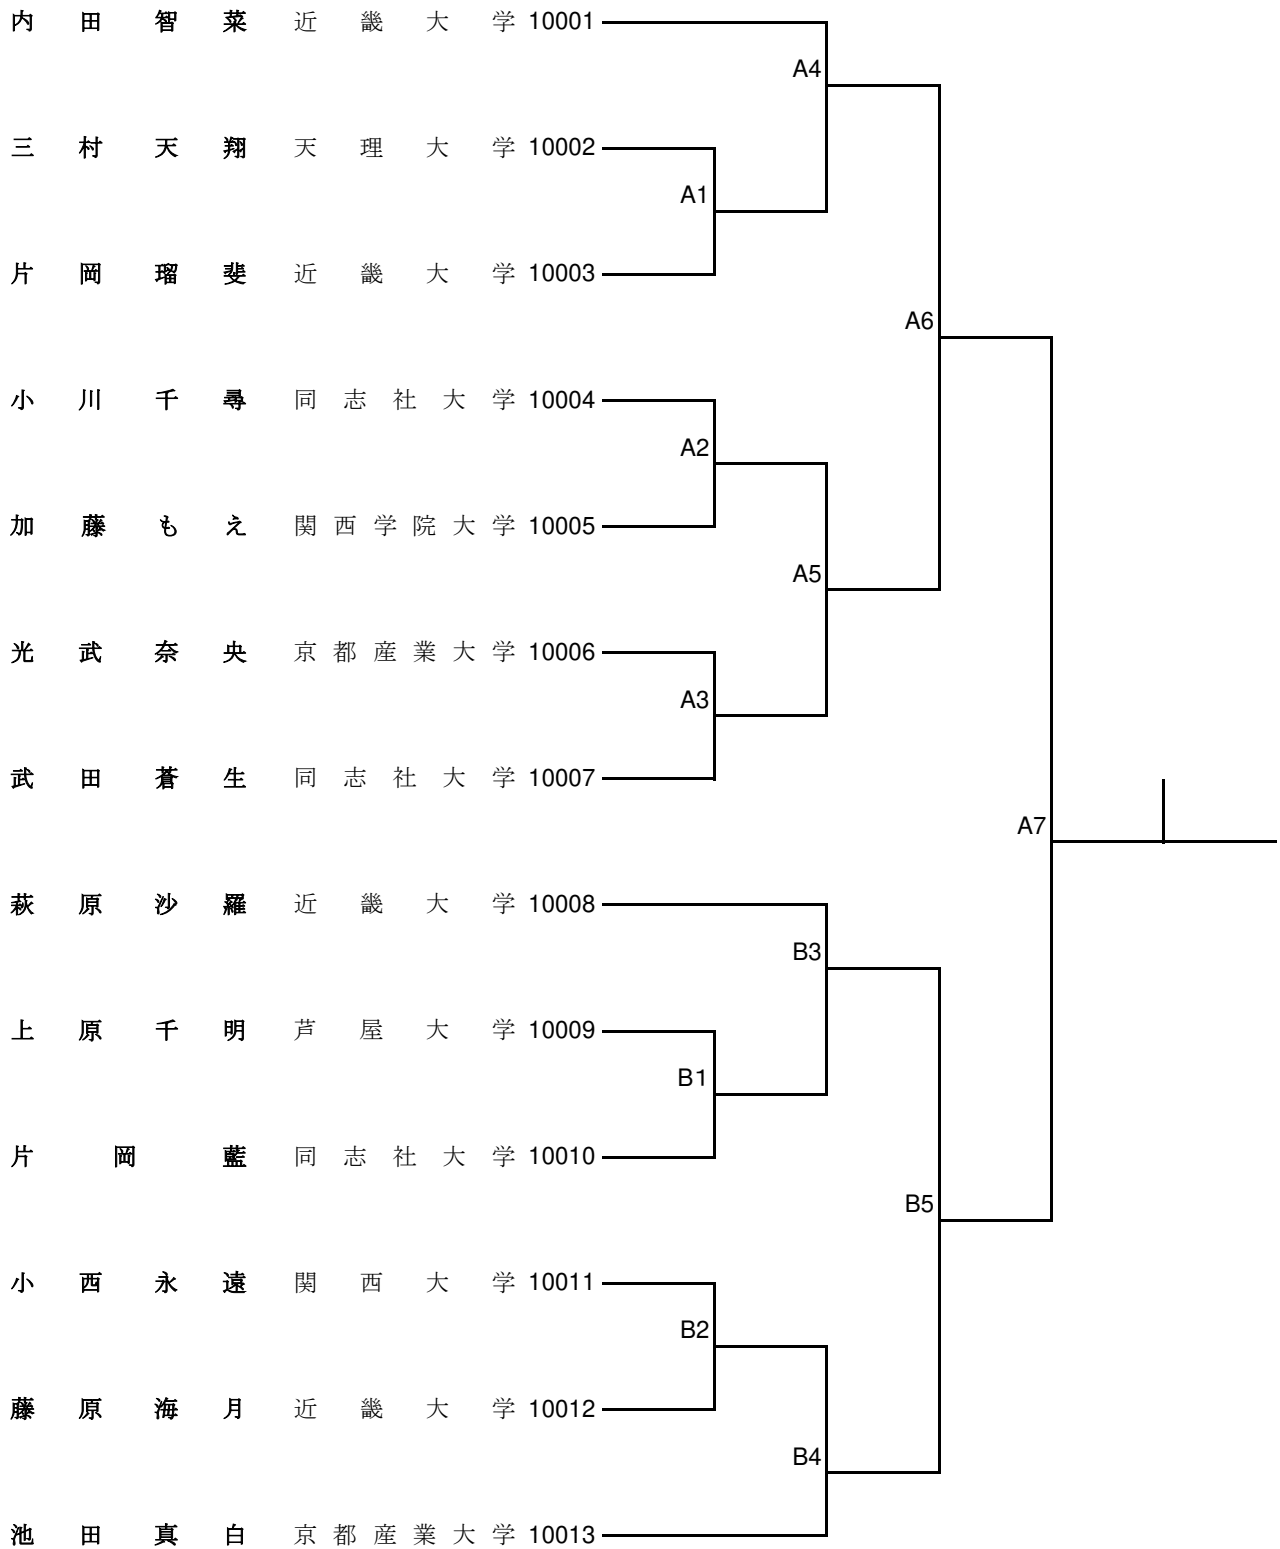 内田智菜 近畿大学 10001
A4
三村天翔 天理大学 10002
A1
片岡瑠斐 近畿大学 10003
A6
小川千尋 同志社大学 10004
A2
加藤もえ 関西学院大学 10005
A5
光武奈央 京都産業大学 10006
A3
武田蒼生 同志社大学 10007
A7
萩原沙羅 近畿大学 10008
B3
上原千明 芦屋大学 10009
B1
片岡藍 同志社大学 10010
B5
小西永遠 関西大学 10011
B2
藤原海月 近畿大学 10012
B4
池田真白 京都産業大学 10013